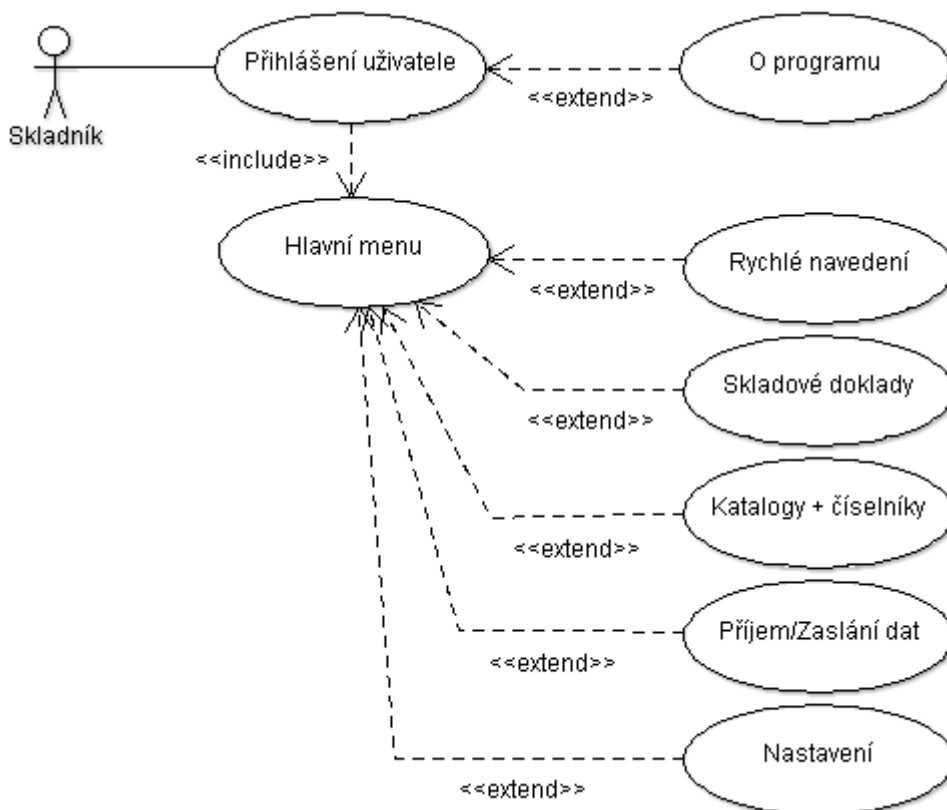 Přihlášení uživatele
O programu
<<extend>>
Skladník
<<include>>
Hlavní menu
Rychlé navedení
<<extend>>
Skladové doklady
<<extend>>
Katalogy + číselníky
<<extend>>
Příjem/Zaslání dat
<<extend>>
Nastavení
<<extend>>